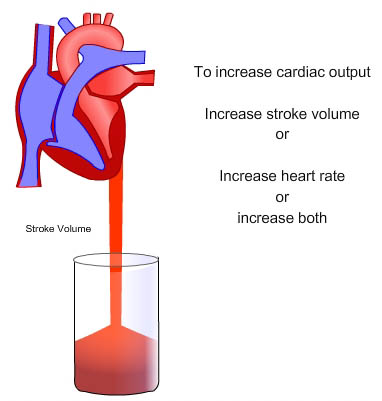 To increase cardiac output
Increase stroke volume
or
Increase heart rate
or
increase both
Stroke Volume